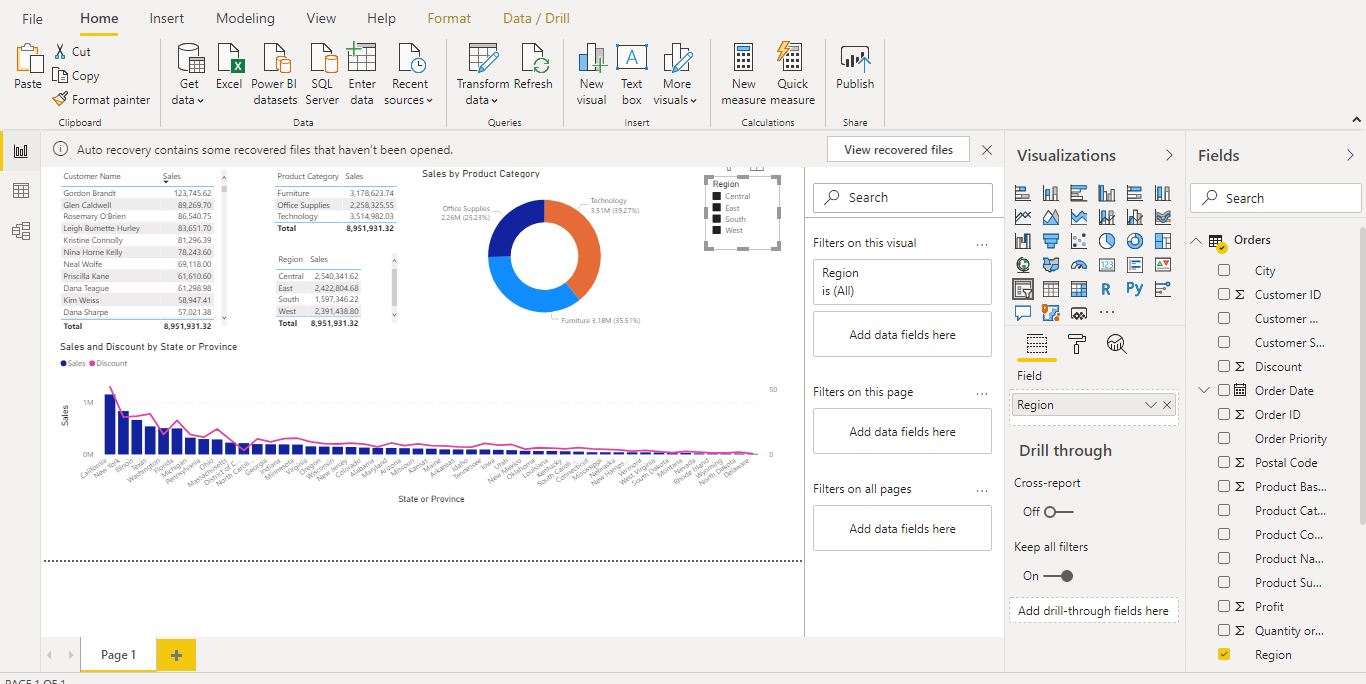 File Home Insert Modeling View Help Format Data / Drill
Paste
Cut
Copy
Format painter
Clipboard
Get data
Excel
Power BI datasets
SQL Server
Enter data
Recent sources
Data
Transform data
Refresh
Queries
New visual
Text box
More visuals
Insert
New measure
Quick measure
Calculations
Publish
Share
Auto recovery contains some recovered files that haven't been opened.
View recovered files
Customer Name Sales
Gordon Brandt 123,745.62
Glen Caldwell 89,269.70
Rosemary O'Brien 86,540.75
Leigh Burnette Hurley 83,651.70
Kristine Connolly 81,296.39
Nina Horne Kelly 78,243.60
Neal Wolfe 69,118.00
Priscilla Kane 61,610.60
Dana Teague 61,298.98
Kim Weiss 58,947.41
Dana Sharpe 57,021.38
Total 8,951,931.32
Product Category Sales
Furniture 3,178,623.74
Office Supplies 2,258,325.55
Technology 3,514,982.03
Total 8,951,931.32
Region Sales
Central 2,540,341.62
East 2,422,804.68
South 1,597,346.22
West 2,391,438.80
Total 8,951,931.32
Sales by Product Category
Office Supplies
2.26M (25.23%)
Technology
3.51M (39.27%)
Furniture 3.18M (35.51%)
Region
Central
East
South
West
Sales and Discount by State or Province
Sales Discount
Sales
1M
0M
50
0
California
New York
Illinois
Texas
Washington
Florida
Michigan
Pennsylvania
Ohio
Massachusetts
District of C...
North Caroli...
Georgia
Indiana
Minnesota
Virginia
Oregon
Wisconsin
New Jersey
Colorado
Alabama
Maryland
Arizona
Missouri
Kansas
Maine
Arkansas
Idaho
Tennessee
Iowa
Utah
New Mexico
Oklahoma
Louisiana
Kentucky
South Caroli...
Connecticut
Mississippi
Nebraska
New Hamps...
Vermont
West Virginia
South Dakota
Montana
Nevada
Rhode Island
Wyoming
North Dakota
Delaware
State or Province
Page 1
PAGE 1 OF 1
Search
Filters on this visual ...
Region
is (All)
Add data fields here
Filters on this page ...
Add data fields here
Filters on all pages ...
Add data fields here
Visualizations
123
R
Py
...
Field
Region
Drill through
Cross-report
Off
Keep all filters
On
Add drill-through fields here
Fields
Search
Orders
City
Customer ID
Customer ...
Customer S...
Discount
Order Date
Order ID
Order Priority
Postal Code
Product Bas...
Product Cat...
Product Co...
Product Na...
Product Su...
Profit
Quantity or...
Region